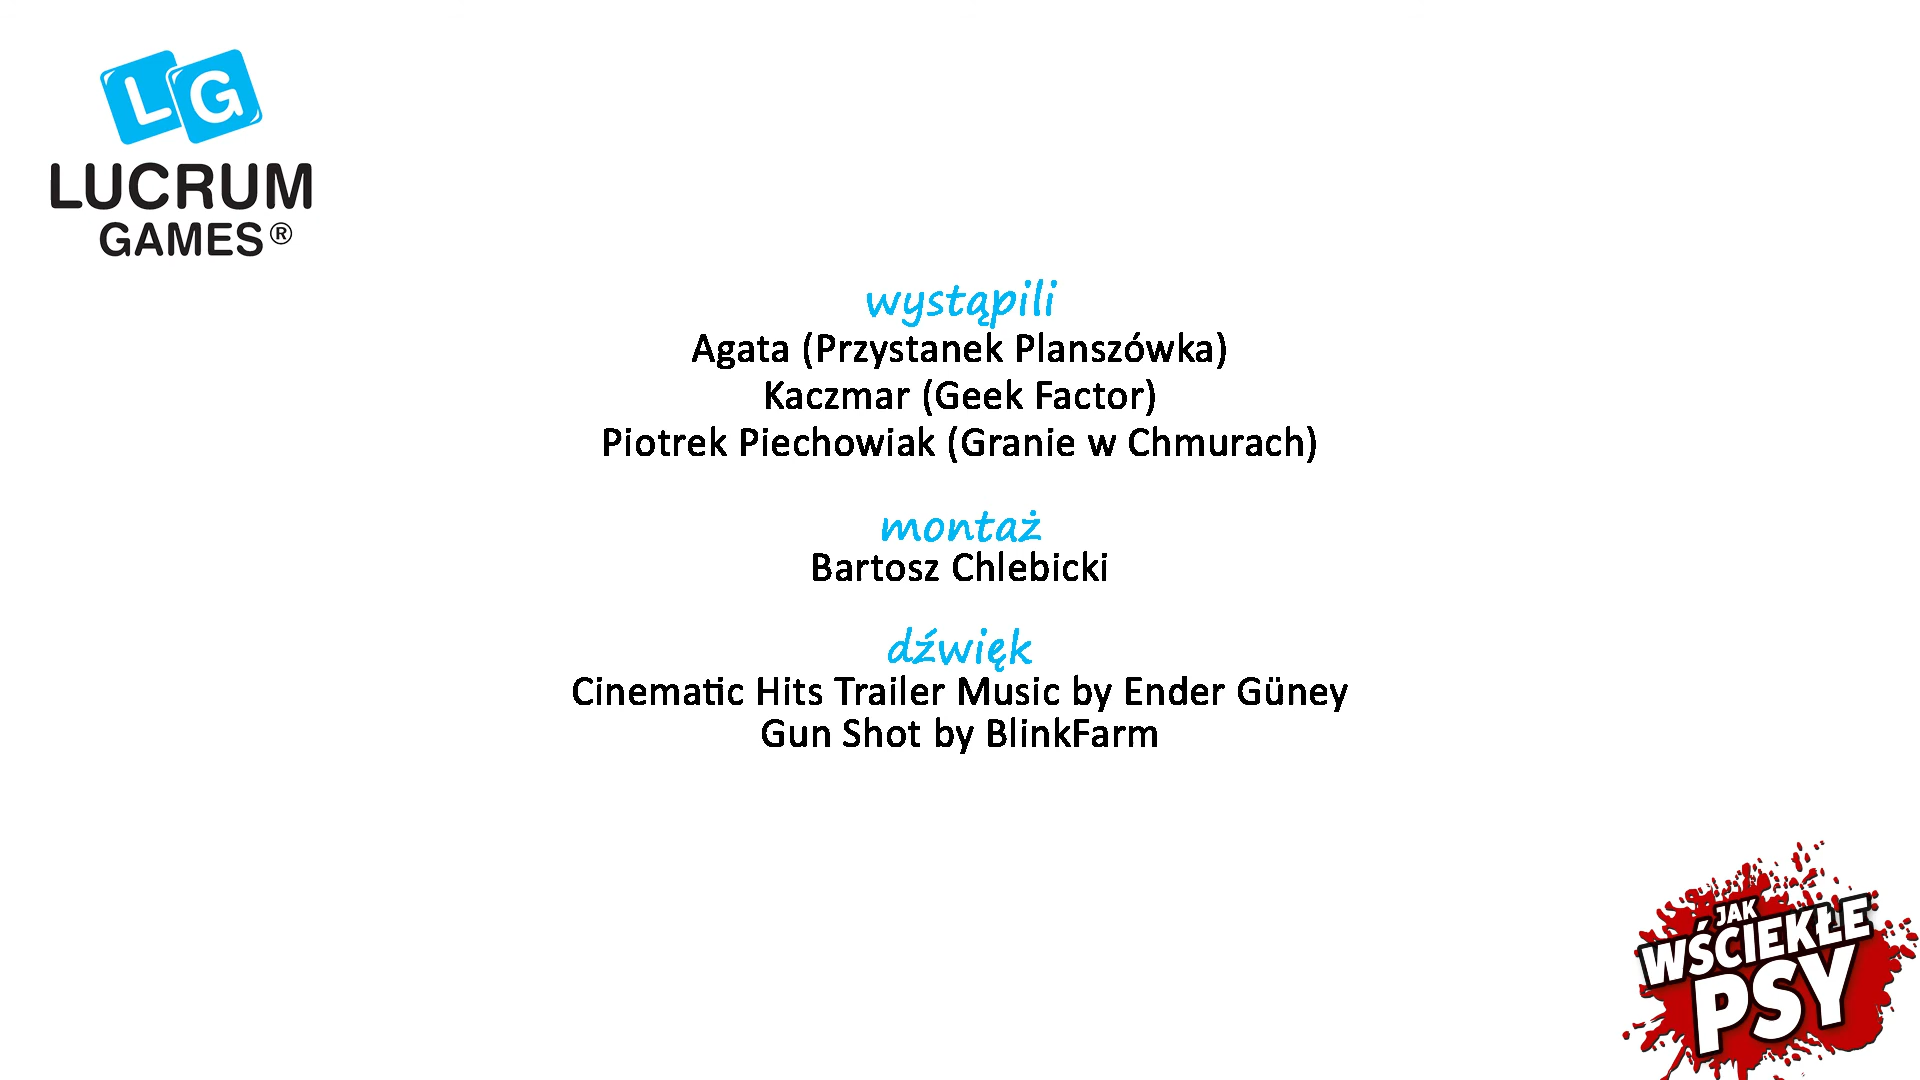 LG
LUCRUM
GAMES®
wystąpili
Agata (Przystanek Planszówka)
Kaczmar (Geek Factor)
Piotrek Piechowiak (Granie w Chmurach)
montaż
Bartosz Chlebicki
dźwięk
Cinematic Hits Trailer Music by Ender Güney
Gun Shot by BlinkFarm
JAK
WŚCIEKŁE
PSY